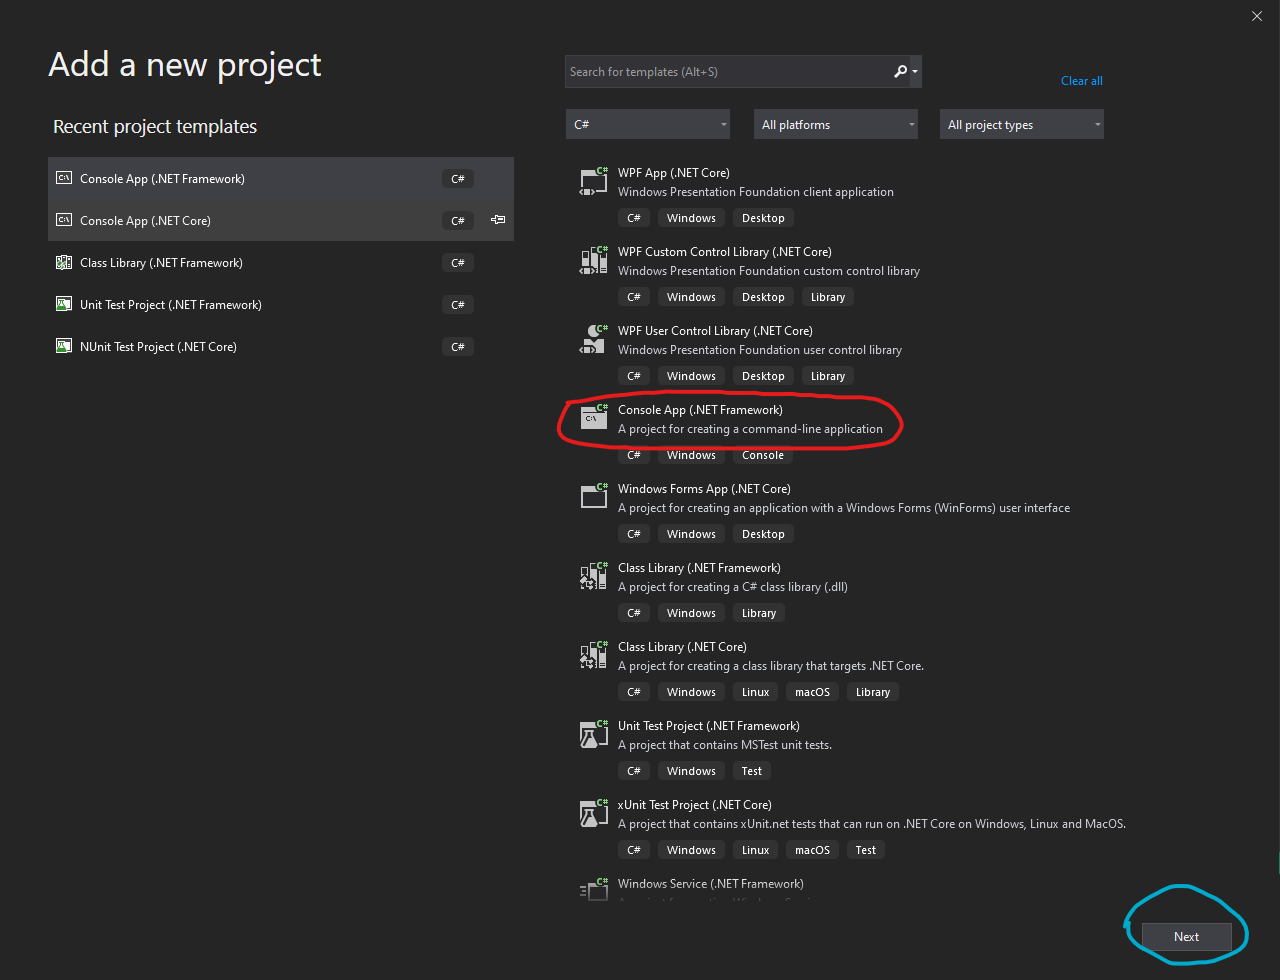 Add a new project
Recent project templates
Console App (.NET Framework) C#
Console App (.NET Core) C#
Class Library (.NET Framework) C#
Unit Test Project (.NET Framework) C#
NUnit Test Project (.NET Core) C#
Search for templates (Alt+S)
Clear all
C# All platforms All project types
WPF App (.NET Core)
Windows Presentation Foundation client application
C# Windows Desktop
WPF Custom Control Library (.NET Core)
Windows Presentation Foundation custom control library
C# Windows Desktop Library
WPF User Control Library (.NET Core)
Windows Presentation Foundation user control library
C# Windows Desktop Library
Console App (.NET Framework)
A project for creating a command-line application
C# Windows Console
Windows Forms App (.NET Core)
A project for creating an application with a Windows Forms (WinForms) user interface
C# Windows Desktop
Class Library (.NET Framework)
A project for creating a C# class library (.dll)
C# Windows Library
Class Library (.NET Core)
A project for creating a class library that targets .NET Core.
C# Windows Linux macOS Library
Unit Test Project (.NET Framework)
A project that contains MSTest unit tests.
C# Windows Test
xUnit Test Project (.NET Core)
A project that contains xUnit.net tests that can run on .NET Core on Windows, Linux and MacOS.
C# Windows Linux macOS Test
Windows Service (.NET Framework)
Next